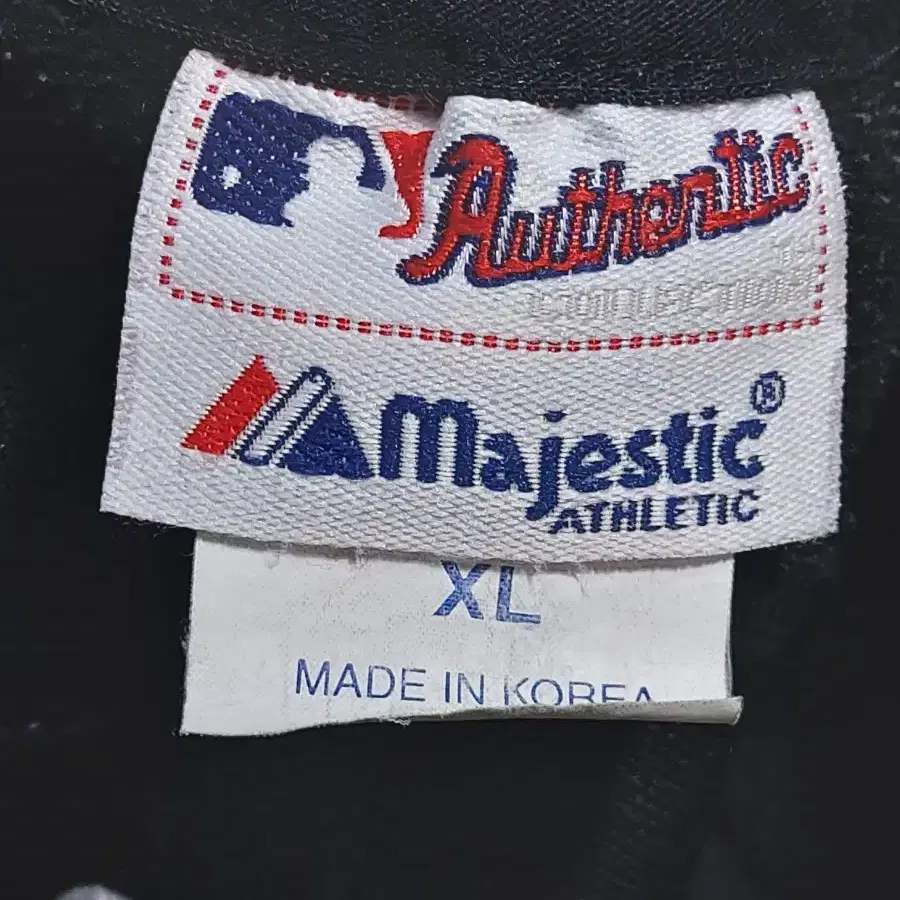 Authentic
Majestic®
ATHLETIC
XL
MADE IN KOREA